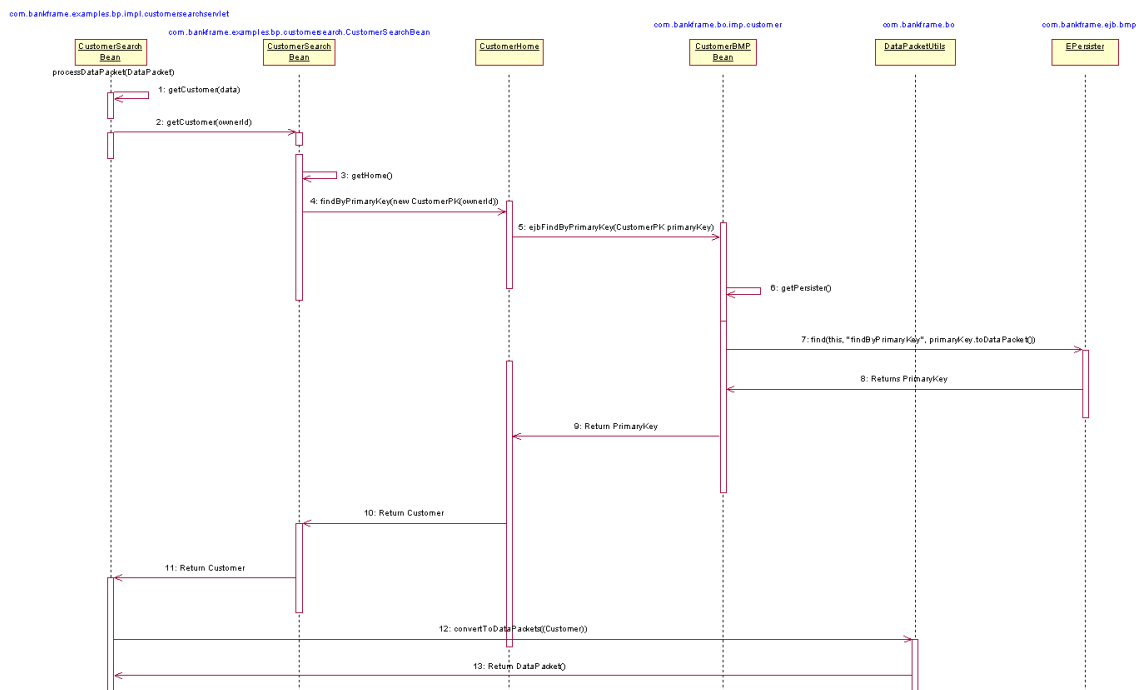 com.bankframe.examples.bp.impl.customersearchservlet
com.bankframe.examples.bp.customersearch.CustomerSearchBean
com.bankframe.bo.imp.customer
com.bankframe.bo
com.bankframe.ejb.bmp
CustomerSearch
Bean
CustomerSearch
Bean
CustomerHome
CustomerBMP
Bean
DataPacketUtils
EPersister
processDataPacket(DataPacket)
1: getCustomer(data)
2: getCustomer(ownerId)
3: getHome()
4: findByPrimaryKey(new CustomerPK(ownerId))
5: ejbFindByPrimaryKey(CustomerPK primaryKey)
6: getPersister()
7: find(this, "findByPrimaryKey", primaryKey.toDataPacket())
8: Returns PrimaryKey
9: Return PrimaryKey
10: Return Customer
11: Return Customer
12: convertToDataPackets((Customer))
13: Return DataPacket()